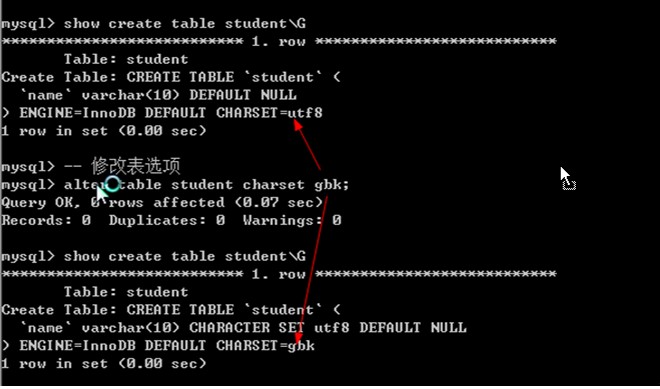 mysql> show create table student\G
*************************** 1. row ***************************
Table: student
Create Table: CREATE TABLE `student` (
`name` varchar(10) DEFAULT NULL
) ENGINE=InnoDB DEFAULT CHARSET=utf8
1 row in set (0.00 sec)
mysql> -- 修改表选项
mysql> alter table student charset gbk;
Query OK, 0 rows affected (0.07 sec)
Records: 0  Duplicates: 0  Warnings: 0
mysql> show create table student\G
*************************** 1. row ***************************
Table: student
Create Table: CREATE TABLE `student` (
`name` varchar(10) CHARACTER SET utf8 DEFAULT NULL
) ENGINE=InnoDB DEFAULT CHARSET=gbk
1 row in set (0.00 sec)